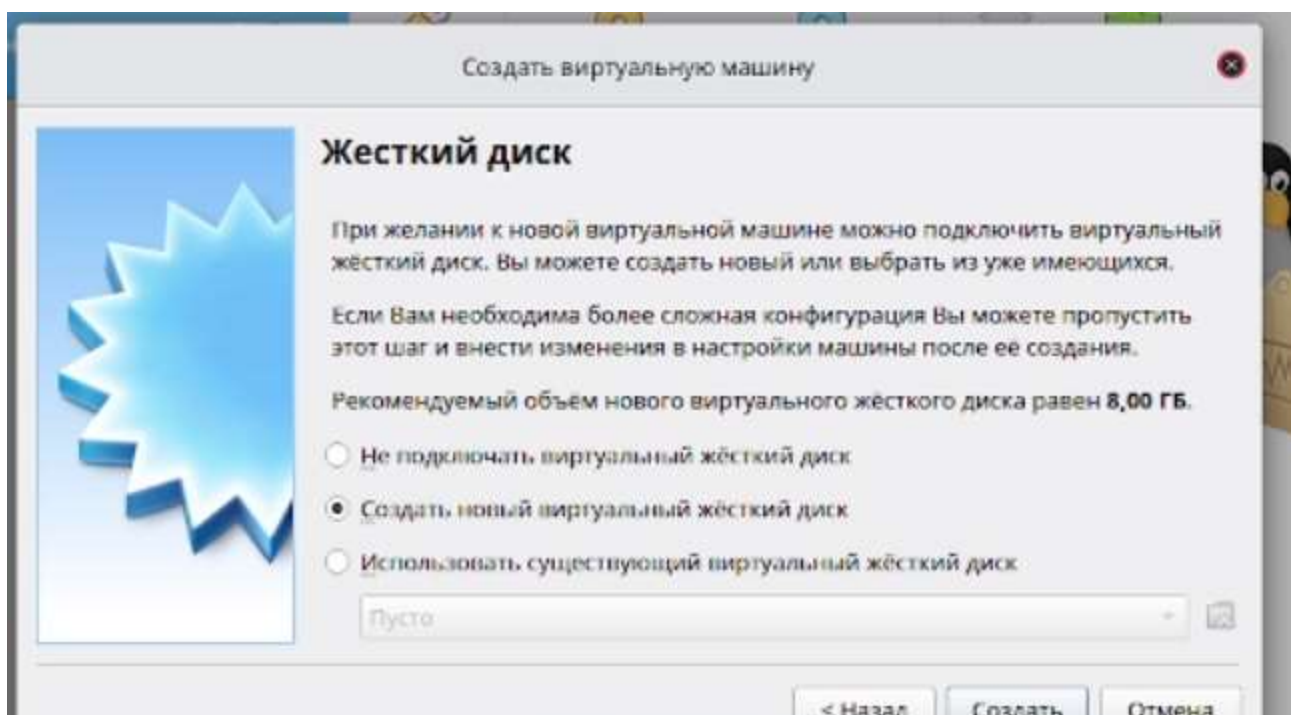 Создать виртуальную машину
Жесткий диск
При желании к новой виртуальной машине можно подключить виртуальный
жёсткий диск. Вы можете создать новый или выбрать из уже имеющихся.
Если Вам необходима более сложная конфигурация Вы можете пропустить
этот шаг и внести изменения в настройки машины после её создания.
Рекомендуемый объём нового виртуального жёсткого диска равен 8,00 ГБ.
Не подключать виртуальный жёсткий диск
Создать новый виртуальный жёсткий диск
Использовать существующий виртуальный жёсткий диск
Пусто
< Назад Создать Отмена